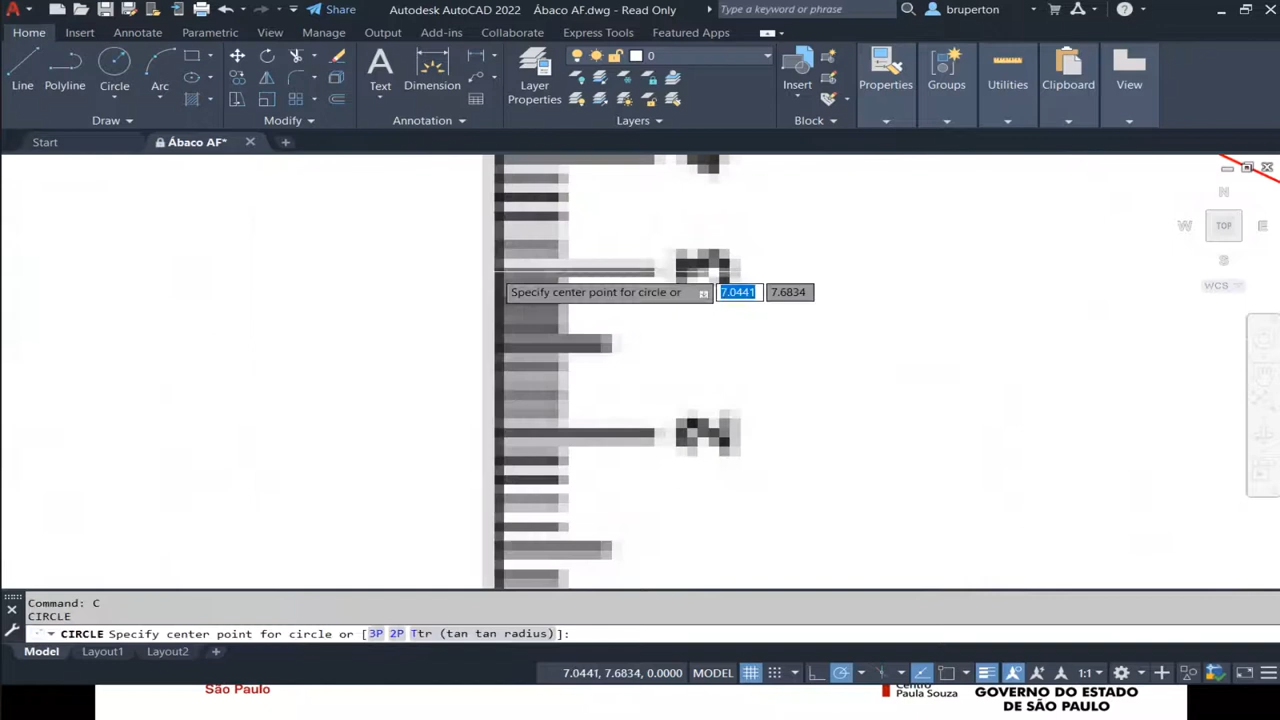 Share
Autodesk AutoCAD 2022
Ábaco AF.dwg - Read Only
Type a keyword or phrase
bruperton
Home Insert Annotate Parametric View Manage Output Add-ins Collaborate Express Tools Featured Apps
Line Polyline Circle Arc
Text Dimension
Layer Properties
0
Insert
Properties Groups Utilities Clipboard View
Draw Modify Annotation Layers Block
Start Ábaco AF*
N
W TOP E
S
WCS
Specify center point for circle or 7.0441 7.6834
2
Command: C
CIRCLE
CIRCLE Specify center point for circle or [3P 2P Ttr (tan tan radius)]:
Model Layout1 Layout2
7.0441, 7.6834, 0.0000 MODEL 1:1
São Paulo
Centro
Paula Souza
GOVERNO DO ESTADO
DE SÃO PAULO